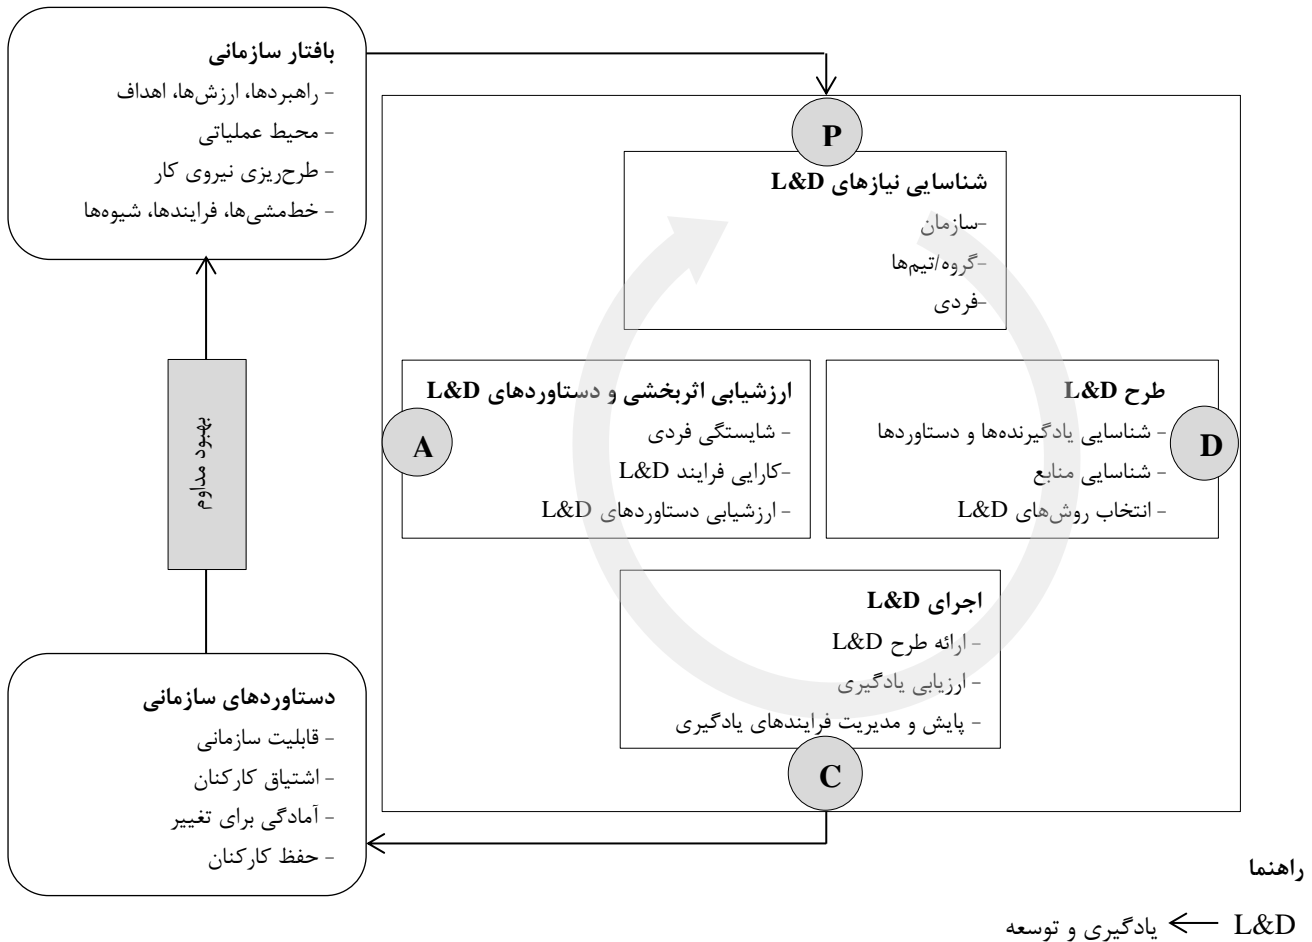 بافتار سازمانی
- راهبردها، ارزش‌ها، اهداف
- محیط عملیاتی
- طرح‌ریزی نیروی کار
- خط‌مشی‌ها، فرایندها، شیوه‌ها
P
شناسایی نیازهای L&D
-سازمان
-گروه/تیم‌ها
-فردی
طرح L&D
- شناسایی یادگیرنده‌ها و دستاوردها
- شناسایی منابع
- انتخاب روش‌های L&D
D
ارزشیابی اثربخشی و دستاوردهای L&D
- شایستگی فردی
-کارایی فرایند L&D
- ارزشیابی دستاوردهای L&D
A
بهبود مداوم
اجرای L&D
- ارائه طرح L&D
- ارزیابی یادگیری
- پایش و مدیریت فرایندهای یادگیری
C
دستاوردهای سازمانی
- قابلیت سازمانی
- اشتیاق کارکنان
- آمادگی برای تغییر
- حفظ کارکنان
راهنما
L&D ← یادگیری و توسعه